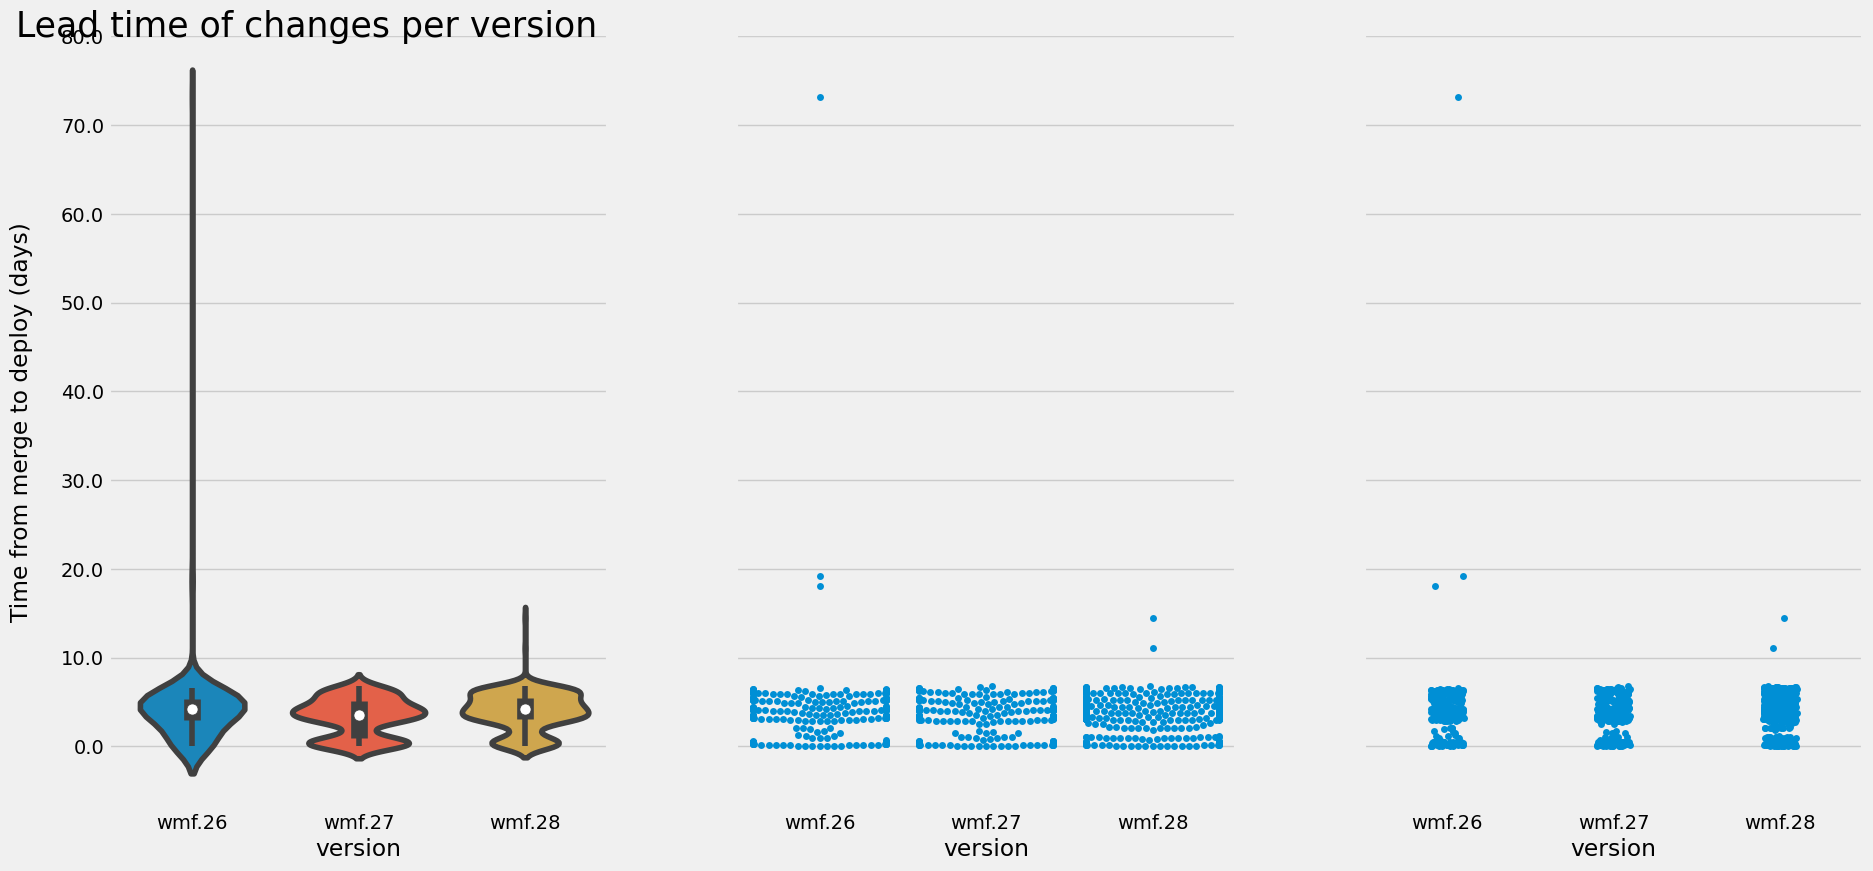 Lead time of changes per version
80.0
70.0
60.0
50.0
40.0
30.0
20.0
10.0
0.0
Time from merge to deploy (days)
wmf.26 wmf.27 wmf.28
version
wmf.26 wmf.27 wmf.28
version
wmf.26 wmf.27 wmf.28
version